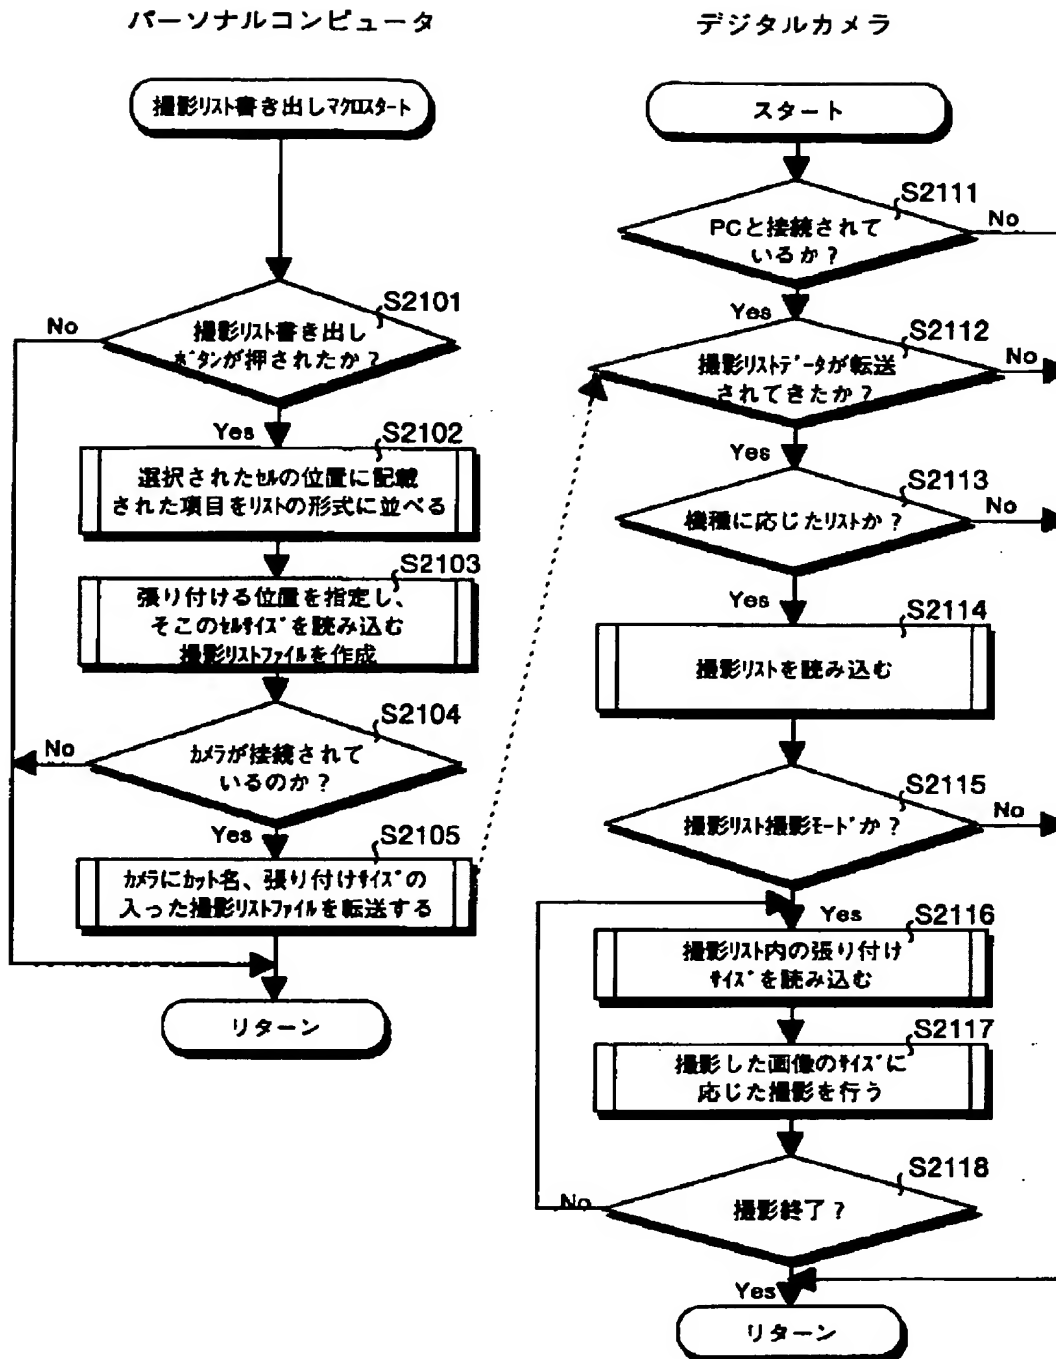 パーソナルコンピュータ
撮影リスト書き出しマクロスタート
S2101
撮影リスト書き出し
ボタンが押されたか?
No
Yes
S2102
選択されたセルの位置に記載
された項目をリストの形式に並べる
S2103
張り付ける位置を指定し、
そこのセルサイズを読み込む
撮影リストファイルを作成
S2104
カメラが接続されて
いるのか?
No
Yes
S2105
カメラにカット名、張り付けサイズの
入った撮影リストファイルを転送する
リターン
デジタルカメラ
スタート
S2111
PCと接続されて
いるか?
No
Yes
S2112
撮影リストデータが転送
されてきたか?
No
Yes
S2113
機種に応じたリストか?
No
Yes
S2114
撮影リストを読み込む
S2115
撮影リスト撮影モードか?
No
Yes
S2116
撮影リスト内の張り付け
サイズを読み込む
S2117
撮影した画像のサイズに
応じた撮影を行う
S2118
撮影終了?
No
Yes
リターン